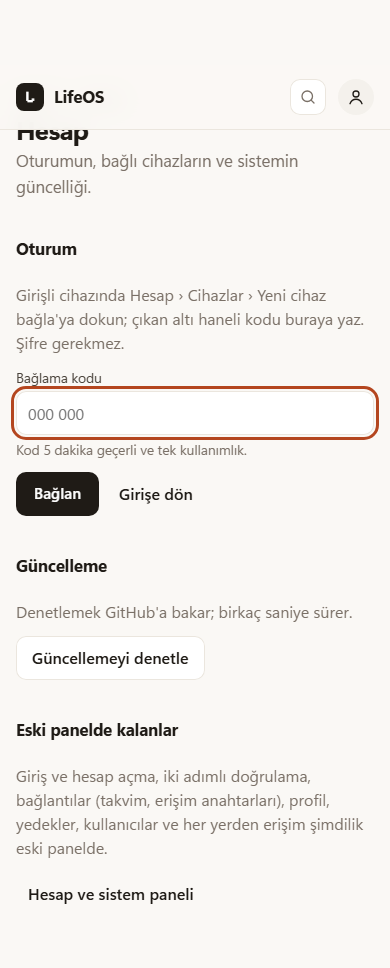 LifeOS
Hesap
Oturumun, bağlı cihazların ve sistemin
güncelliği.
Oturum
Girişli cihazında Hesap › Cihazlar › Yeni cihaz
bağla'ya dokun; çıkan altı haneli kodu buraya yaz.
Şifre gerekmez.
Bağlama kodu
000 000
Kod 5 dakika geçerli ve tek kullanımlık.
Bağlan
Girişe dön
Güncelleme
Denetlemek GitHub'a bakar; birkaç saniye sürer.
Güncellemeyi denetle
Eski panelde kalanlar
Giriş ve hesap açma, iki adımlı doğrulama,
bağlantılar (takvim, erişim anahtarları), profil,
yedekler, kullanıcılar ve her yerden erişim şimdilik
eski panelde.
Hesap ve sistem paneli